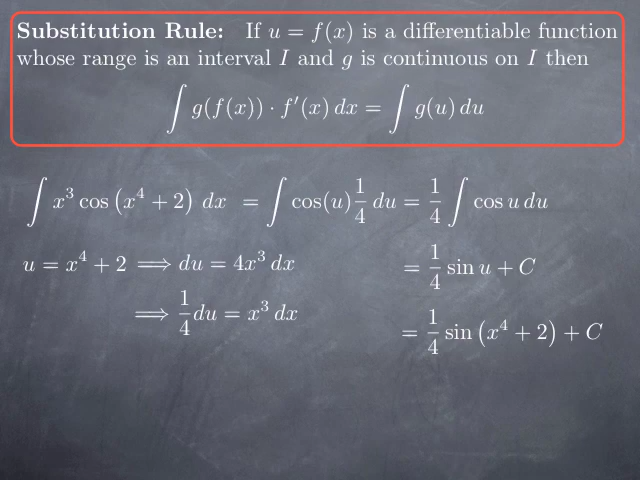 Substitution Rule: If u = f(x) is a differentiable function
whose range is an interval I and g is continuous on I then
∫ g(f(x)) · f′(x) dx = ∫ g(u) du
∫ x³ cos (x⁴ + 2) dx = ∫ cos(u) 1/4 du = 1/4 ∫ cos u du
u = x⁴ + 2 ⟹ du = 4x³ dx
= 1/4 sin u + C
⟹ 1/4 du = x³ dx
= 1/4 sin (x⁴ + 2) + C